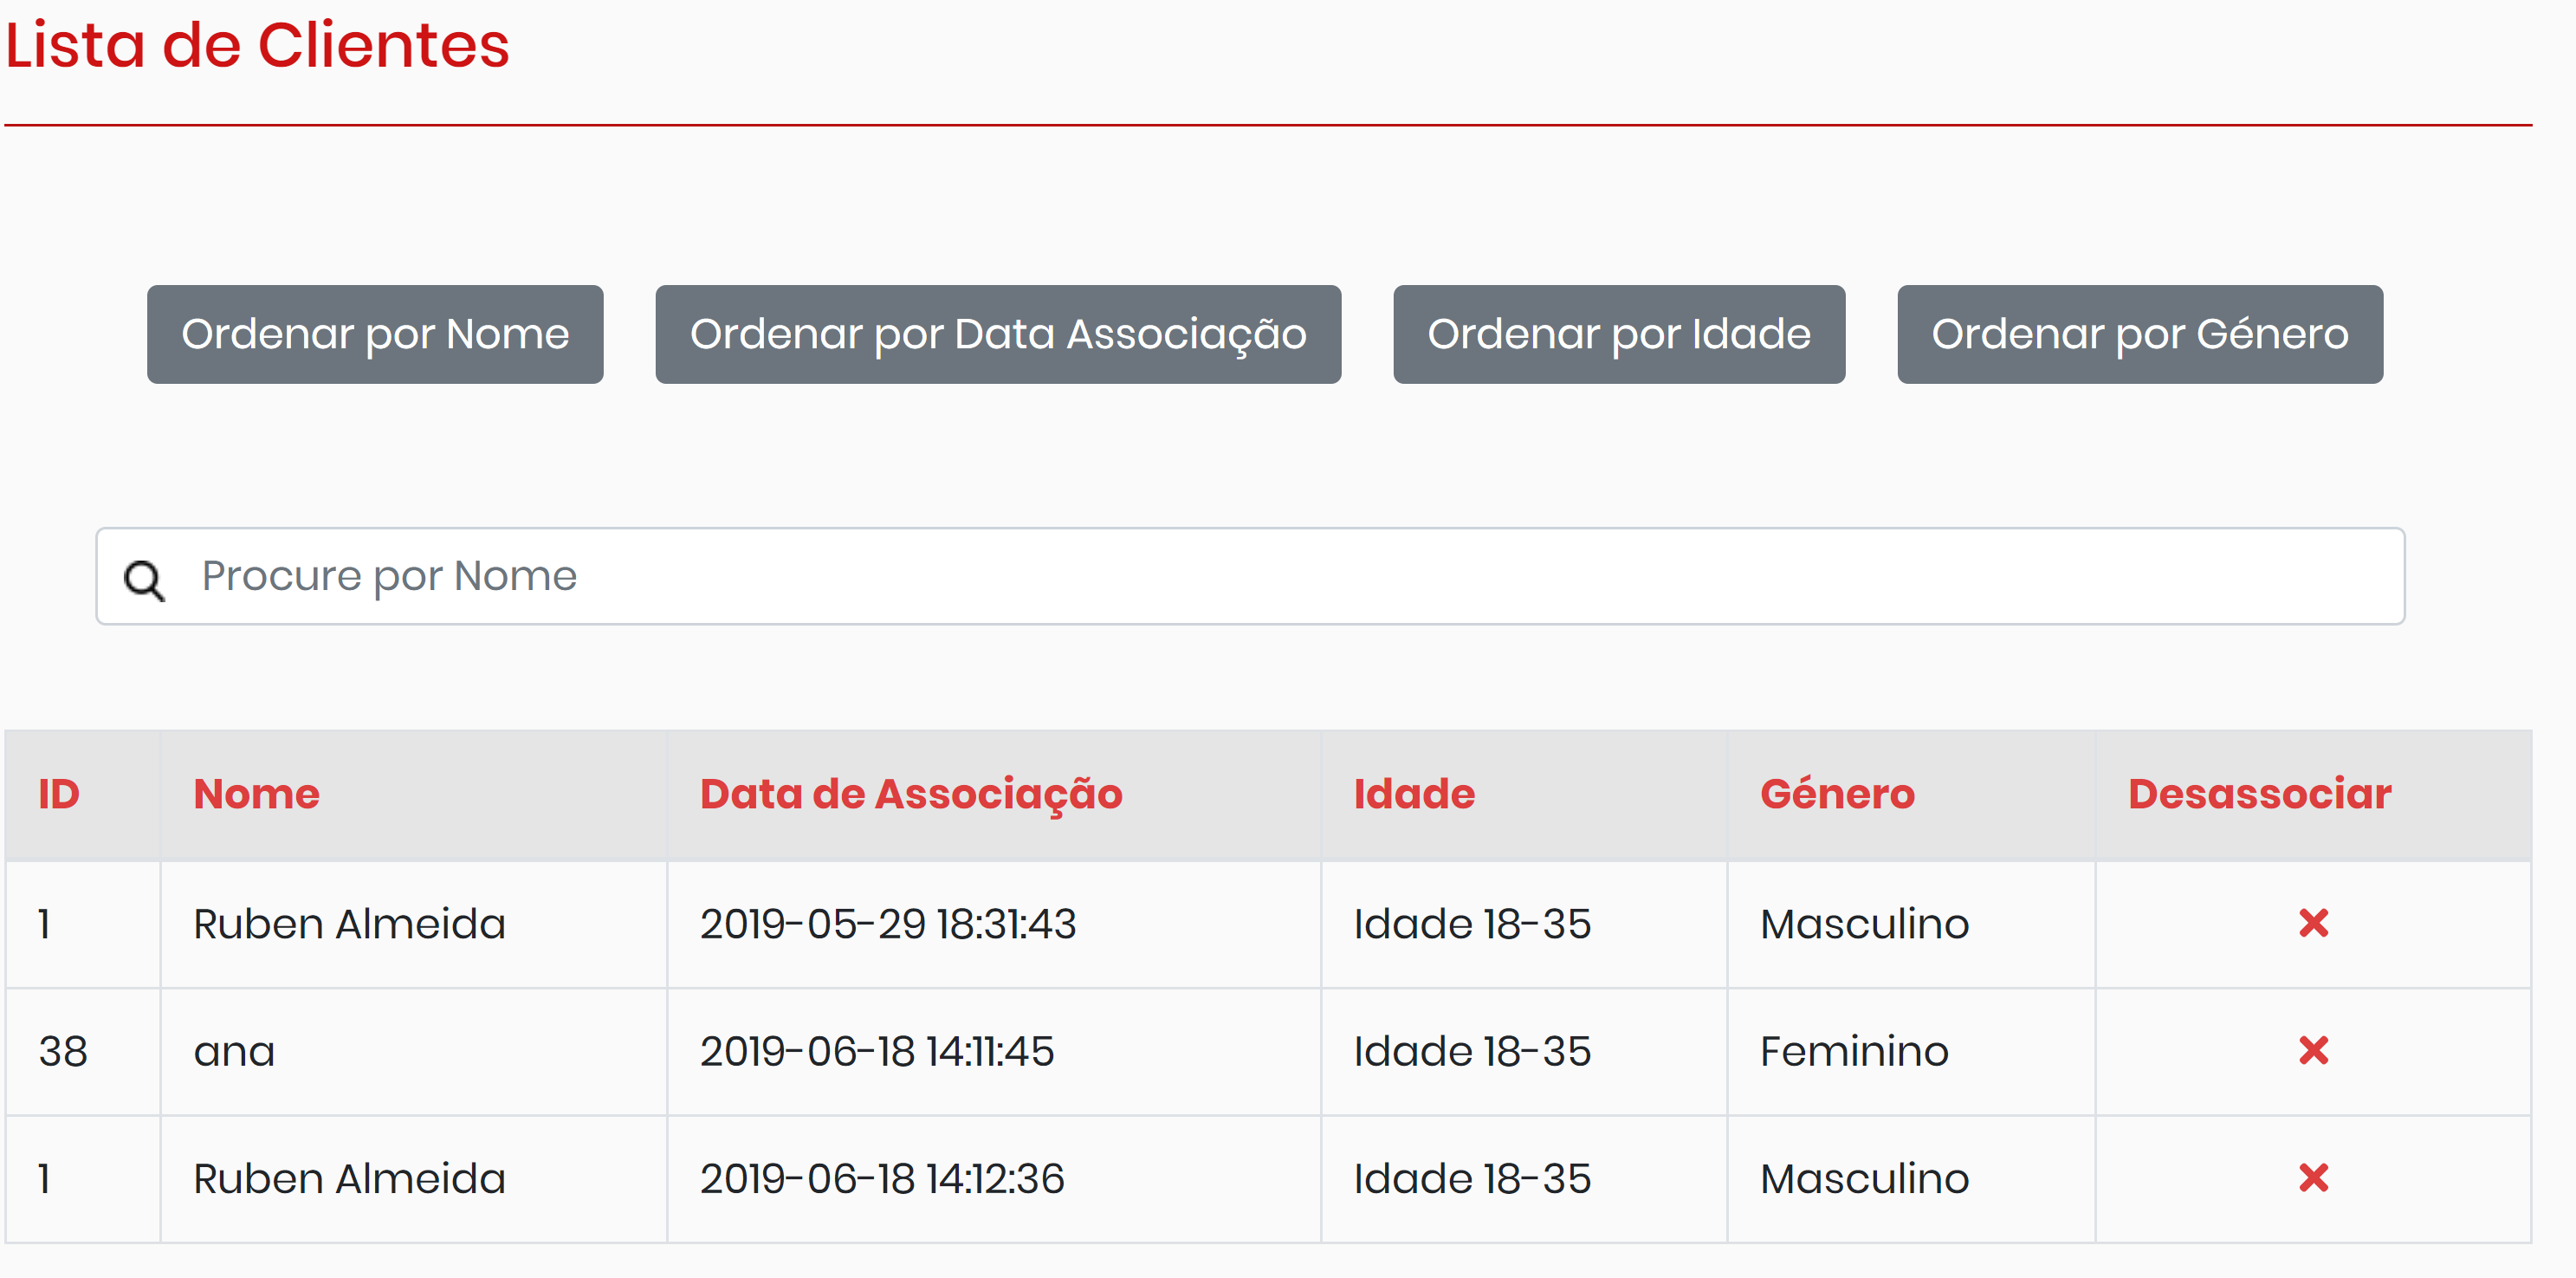 Lista de Clientes
Ordenar por Nome Ordenar por Data Associação Ordenar por Idade Ordenar por Género
Procure por Nome
ID Nome Data de Associação Idade Género Desassociar
1 Ruben Almeida 2019-05-29 18:31:43 Idade 18-35 Masculino
38 ana 2019-06-18 14:11:45 Idade 18-35 Feminino
1 Ruben Almeida 2019-06-18 14:12:36 Idade 18-35 Masculino